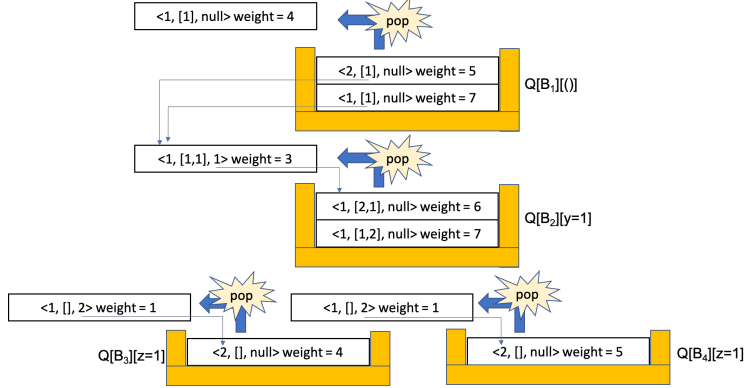 <1, [1], null> weight = 4
pop
<2, [1], null> weight = 5
<1, [1], null> weight = 7
Q[B₁][()]
<1, [1,1], 1> weight = 3
pop
<1, [2,1], null> weight = 6
<1, [1,2], null> weight = 7
Q[B₂][y=1]
<1, [], 2> weight = 1
pop
<1, [], 2> weight = 1
pop
Q[B₃][z=1]
<2, [], null> weight = 4
<2, [], null> weight = 5
Q[B₄][z=1]